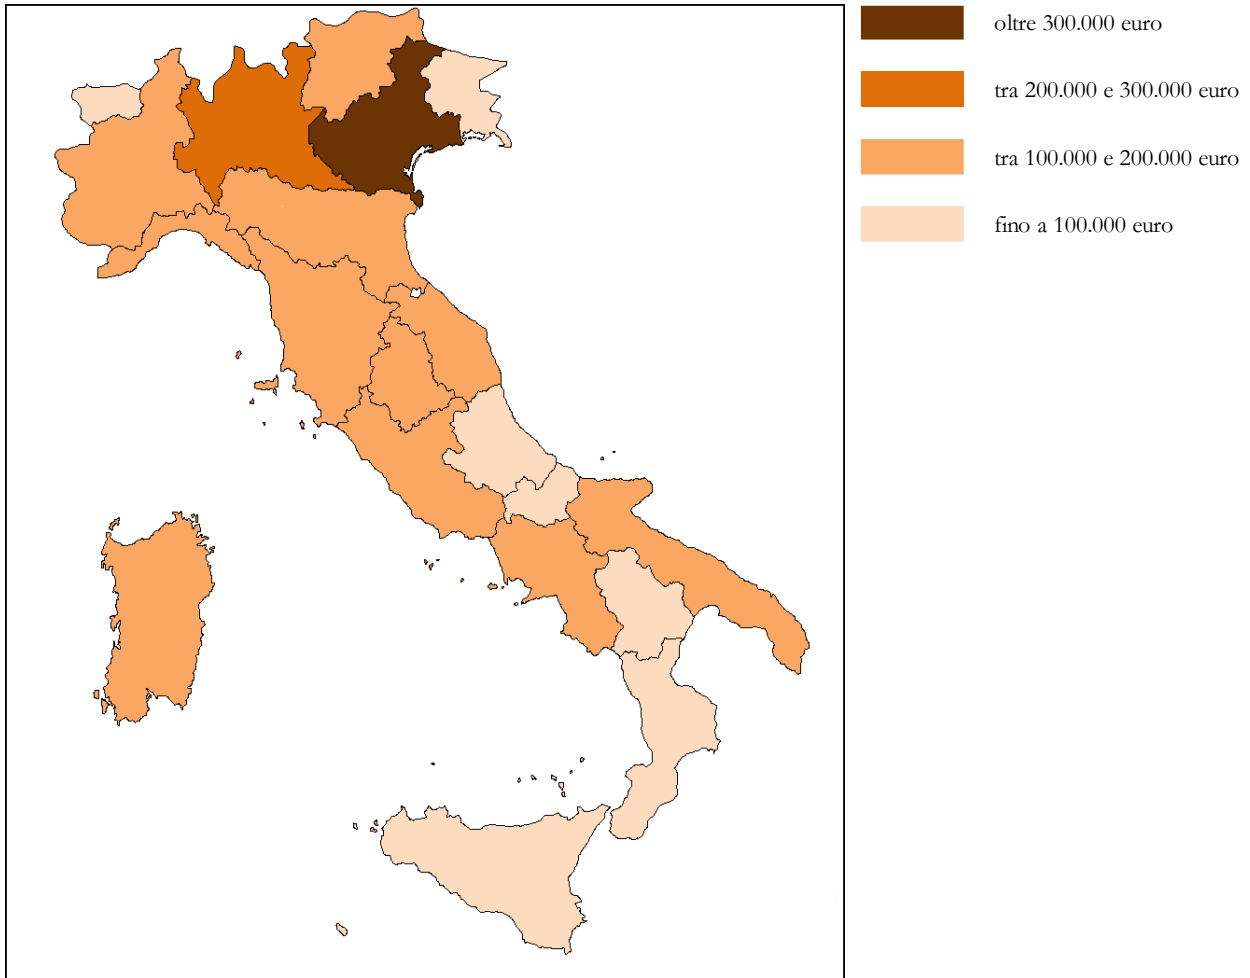 oltre 300.000 euro
tra 200.000 e 300.000 euro
tra 100.000 e 200.000 euro
fino a 100.000 euro